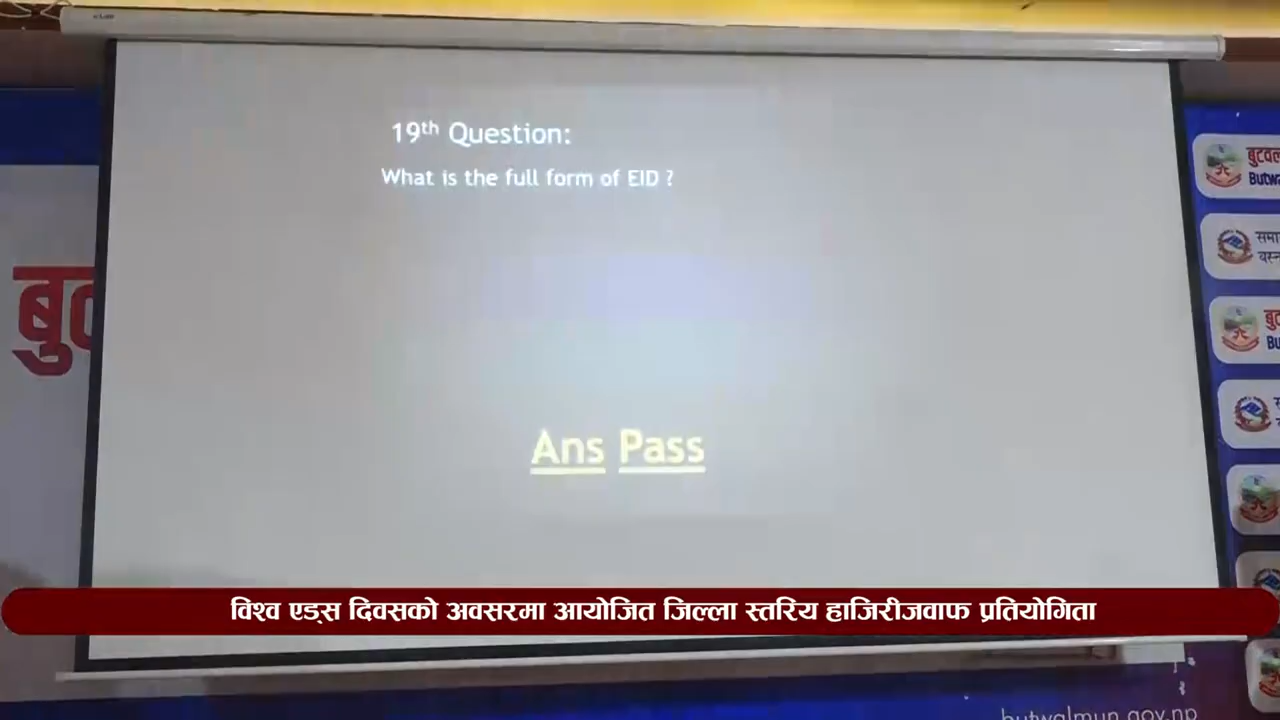 19th Question:
What is the full form of EID ?
Ans Pass
विश्व एड्स दिवसको अवसरमा आयोजित जिल्ला स्तरिय हाजिरीजवाफ प्रतियोगिता
butwalmun.gov.np